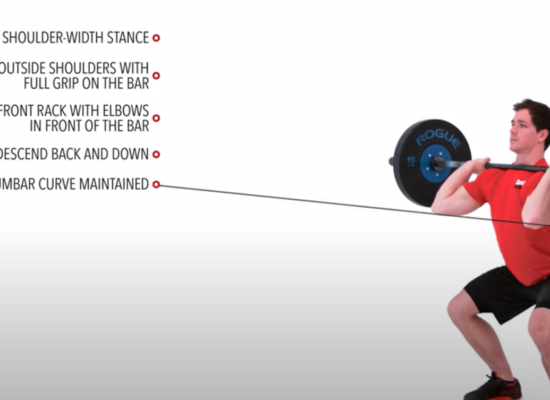 SHOULDER-WIDTH STANCE
OUTSIDE SHOULDERS WITH
FULL GRIP ON THE BAR
FRONT RACK WITH ELBOWS
IN FRONT OF THE BAR
DESCEND BACK AND DOWN
UMBAR CURVE MAINTAINED
ROGUE